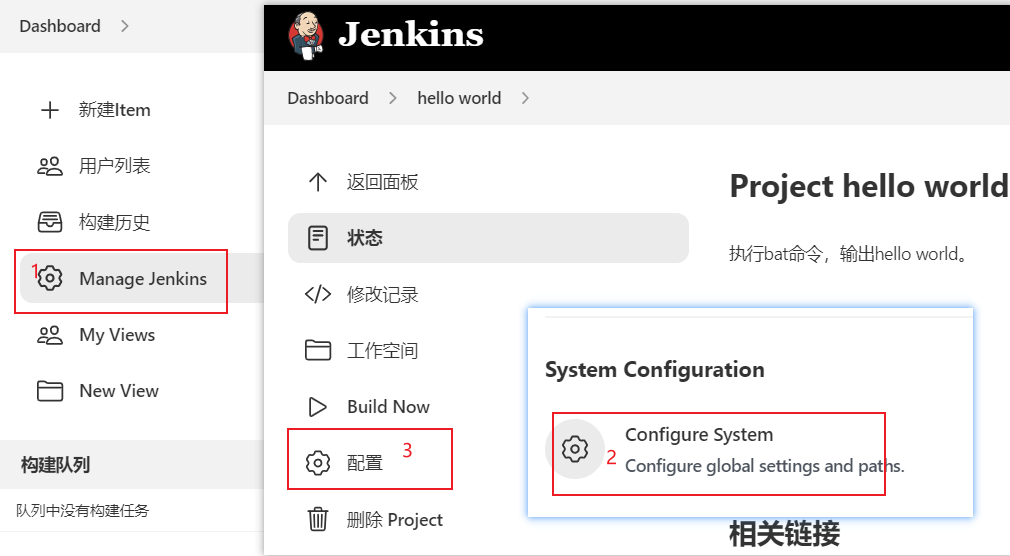 Dashboard
新建Item
用户列表
构建历史
1
Manage Jenkins
My Views
New View
构建队列
队列中没有构建任务
Jenkins
Dashboard
hello world
返回面板
状态
修改记录
工作空间
Build Now
配置
3
删除 Project
Project hello world
执行bat命令，输出hello world。
System Configuration
Configure System
2
Configure global settings and paths.
相关链接